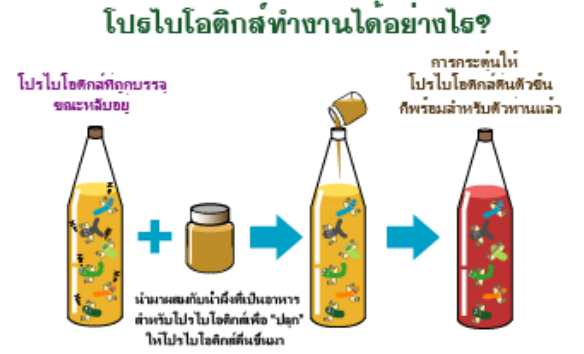 โปรไบโอติกส์ทำงานได้อย่างไร?
โปรไบโอติกส์ที่ถูกบรรจุ
ขณะหลับอยู่
การกระตุ้นให้
โปรไบโอติกส์ตื่นตัวขึ้น
ก็พร้อมสำหรับตัวท่านแล้ว
นำมาผสมกับน้ำผึ้งที่เป็นอาหาร
สำหรับโปรไบโอติกส์เพื่อ "ปลุก"
ให้โปรไบโอติกส์ตื่นขึ้นมา